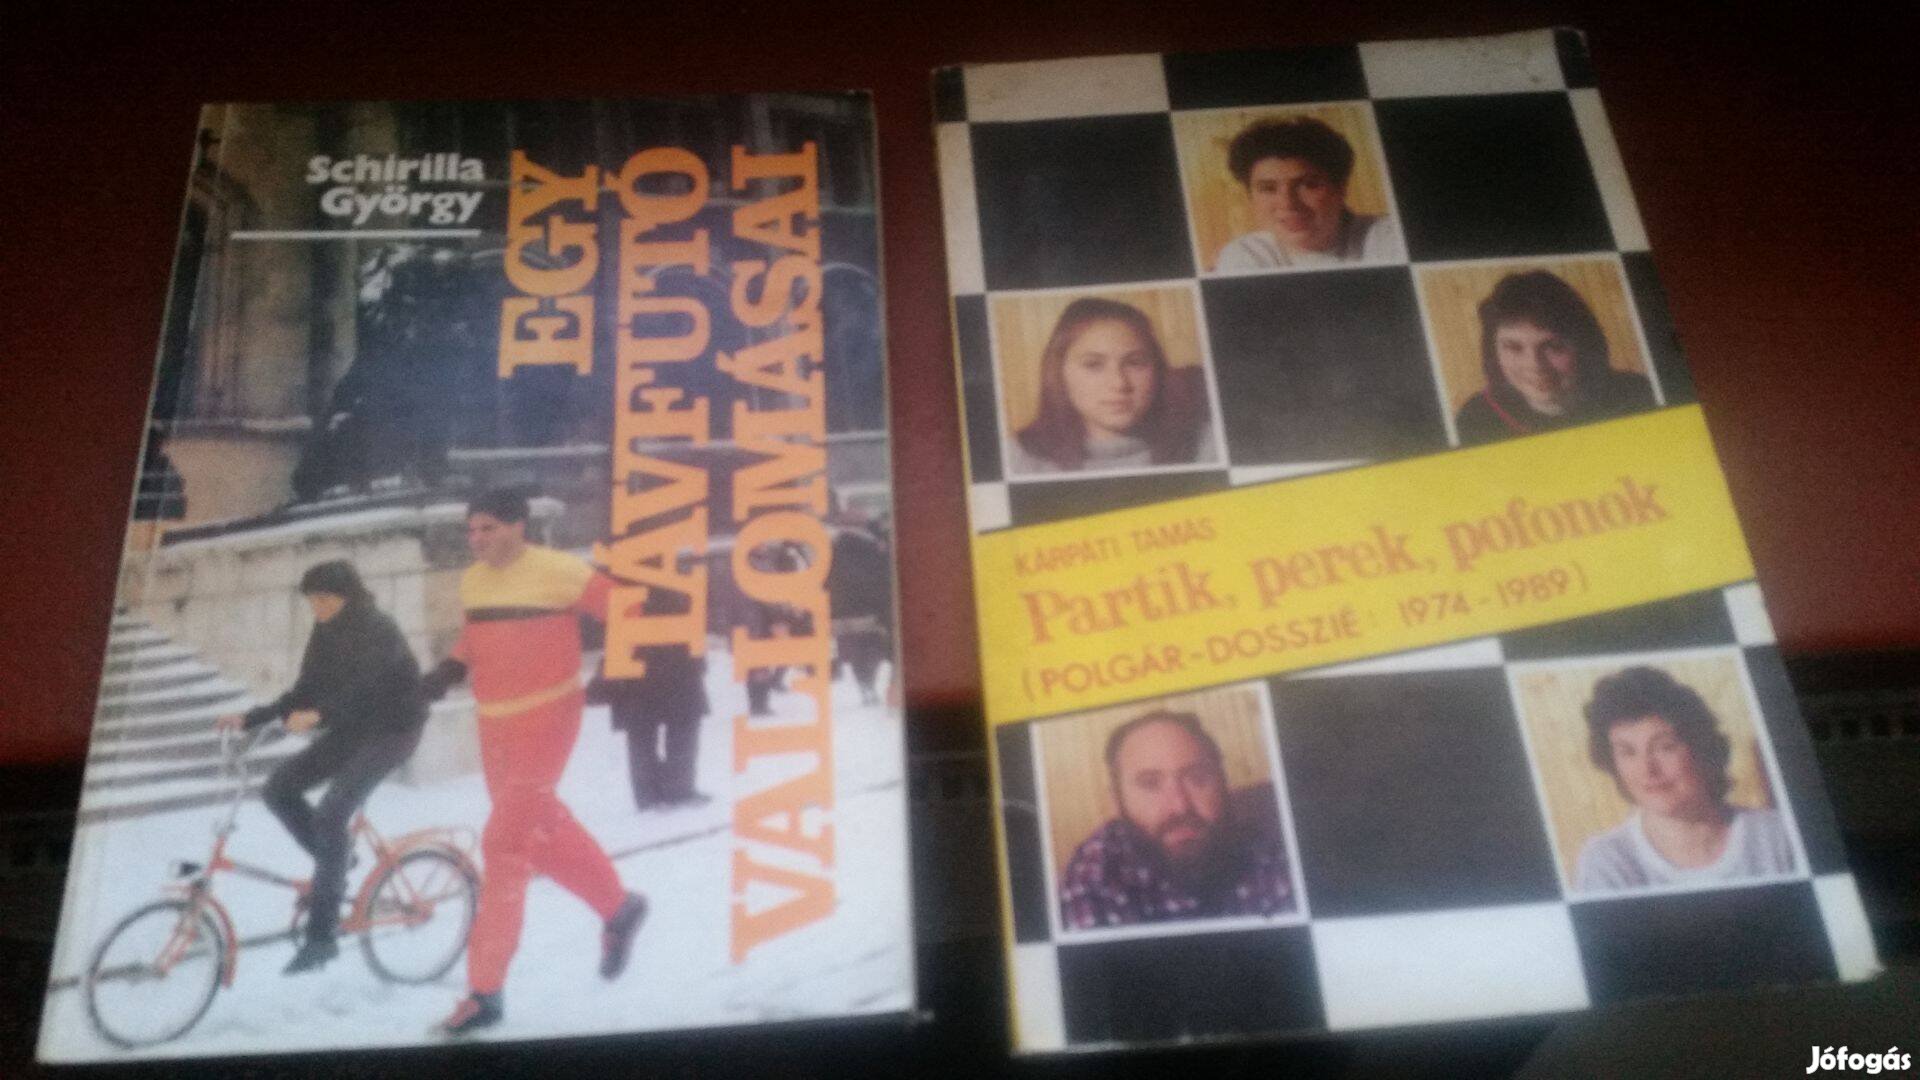 Schirilla
György
EGY
TÁVFUTÓ
VALLOMÁSAI
KÁRPÁTI TAMÁS
Partik, perek, pofonok
(POLGÁR-DOSSZIÉ: 1974-1989)
Jófogás